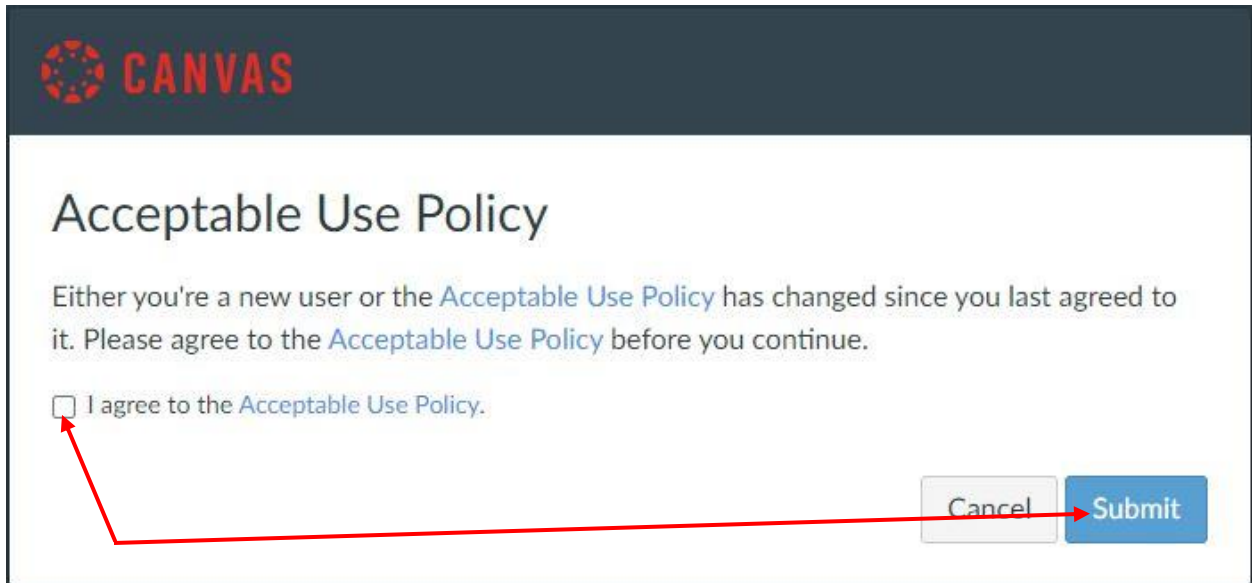 CANVAS
Acceptable Use Policy
Either you're a new user or the Acceptable Use Policy has changed since you last agreed to
it. Please agree to the Acceptable Use Policy before you continue.
I agree to the Acceptable Use Policy.
Cancel Submit